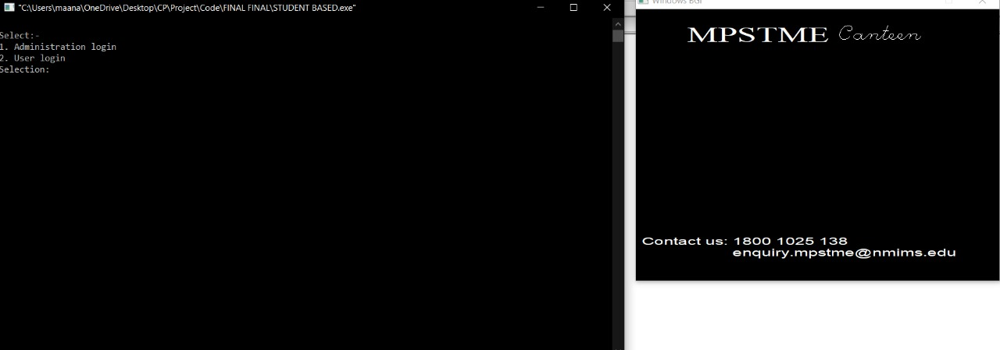 "C:\Users\maana\OneDrive\Desktop\CP\Project\Code\FINAL FINAL\STUDENT BASED.exe"
Select:-
1. Administration login
2. User login
Selection:
Windows BGI
MPSTME Canteen
Contact us: 1800 1025 138
enquiry.mpstme@nmims.edu